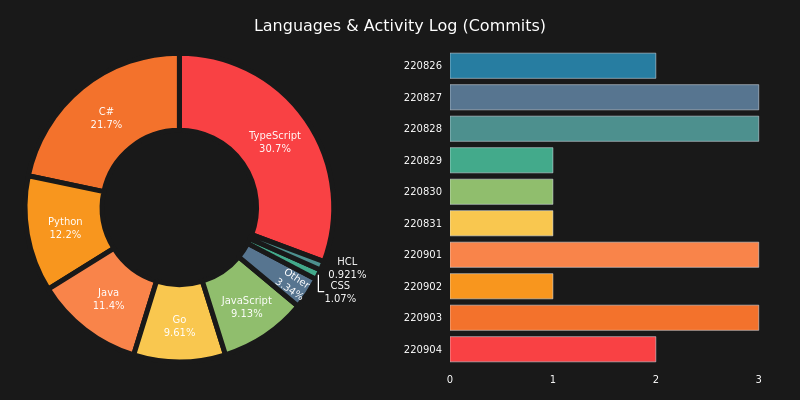 Languages & Activity Log (Commits)
C#
21.7%
TypeScript
30.7%
Python
12.2%
Java
11.4%
Go
9.61%
JavaScript
9.13%
Other
3.34%
HCL
0.921%
CSS
1.07%
220826
220827
220828
220829
220830
220831
220901
220902
220903
220904
0 1 2 3